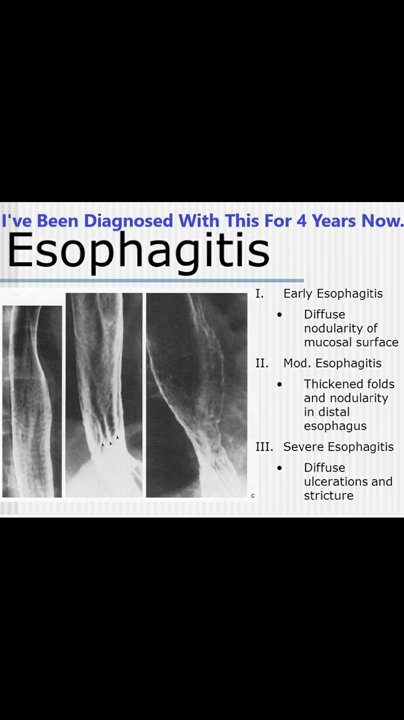 I've Been Diagnosed With This For 4 Years Now.
Esophagitis
I. Early Esophagitis
• Diffuse
nodularity of
mucosal surface
II. Mod. Esophagitis
• Thickened folds
and nodularity
in distal
esophagus
III. Severe Esophagitis
• Diffuse
ulcerations and
stricture
c